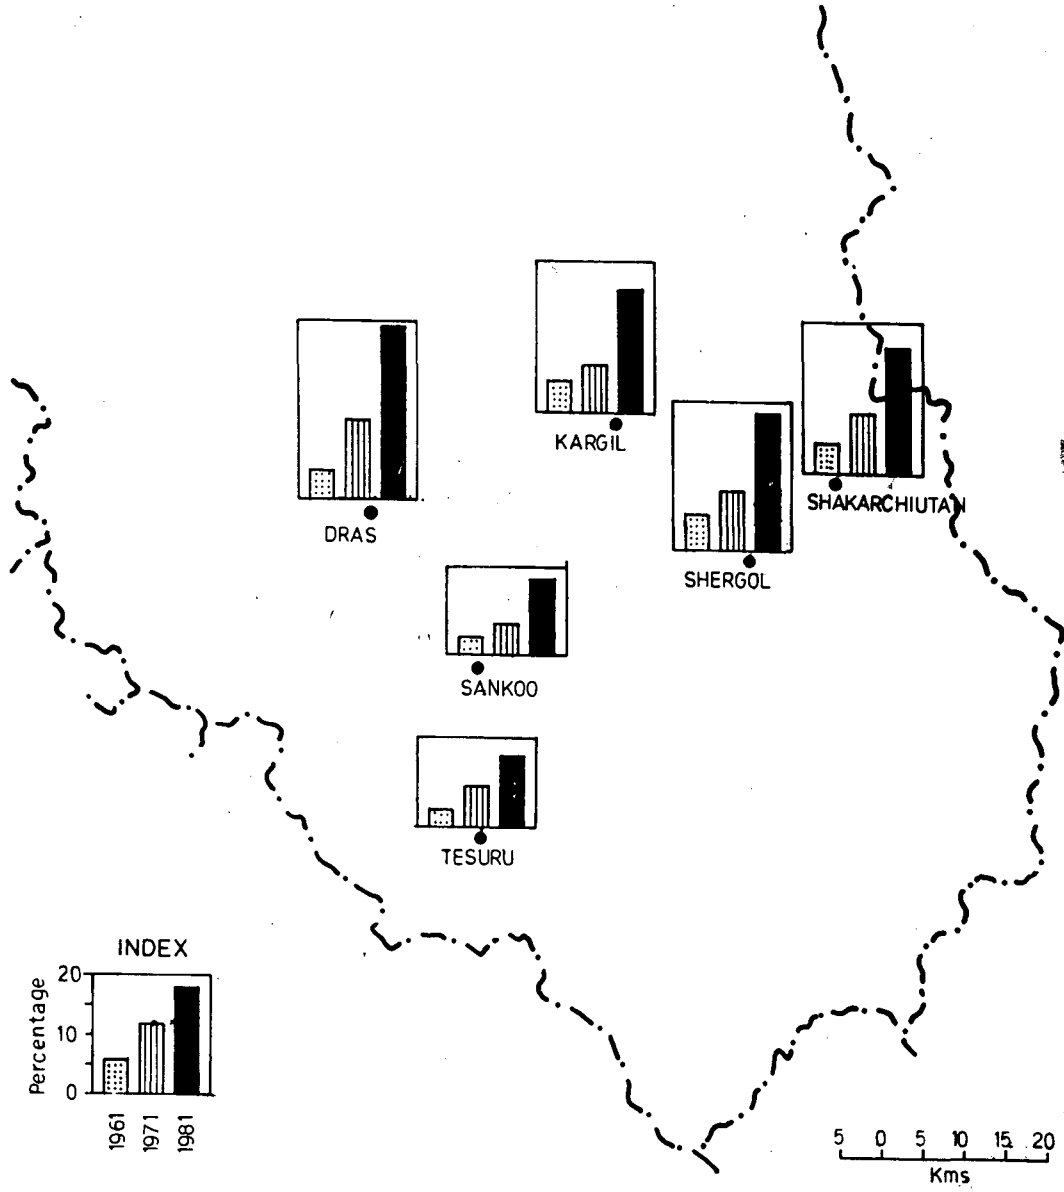 KARGIL
SHAKARCHIUTAN
DRAS
SHERGOL
SANKOO
TESURU
INDEX
Percentage
20
10
0
1961
1971
1981
5 0 5 10 15 20
Kms